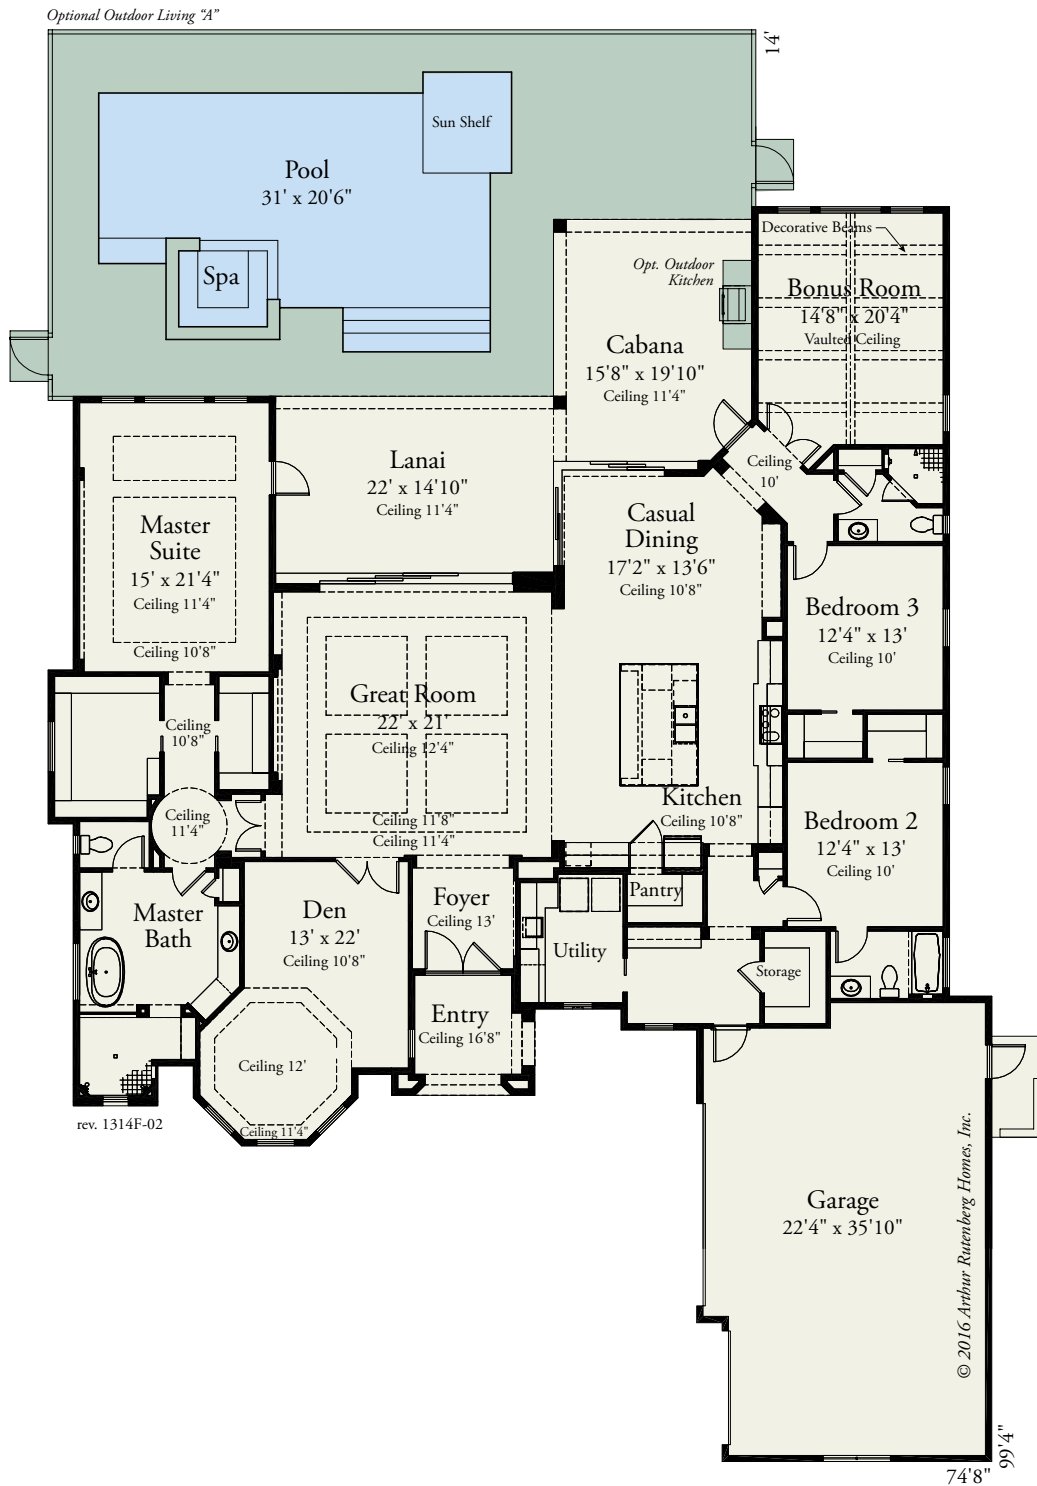 Optional Outdoor Living “A”
14'
Sun Shelf
Pool
31' x 20'6"
Spa
Decorative Beams
Opt. Outdoor
Kitchen
Bonus Room
14'8" x 20'4"
Vaulted Ceiling
Cabana
15'8" x 19'10"
Ceiling 11'4"
Ceiling
10'
Lanai
22' x 14'10"
Ceiling 11'4"
Master
Suite
15' x 21'4"
Ceiling 11'4"
Ceiling 10'8"
Casual
Dining
17'2" x 13'6"
Ceiling 10'8"
Bedroom 3
12'4" x 13'
Ceiling 10'
Great Room
22' x 21'
Ceiling 12'4"
Ceiling 11'8"
Ceiling 11'4"
Ceiling
10'8"
Ceiling
11'4"
Kitchen
Ceiling 10'8"
Bedroom 2
12'4" x 13'
Ceiling 10'
Master
Bath
Den
13' x 22'
Ceiling 10'8"
Foyer
Ceiling 13'
Pantry
Utility
Storage
Entry
Ceiling 16'8"
Ceiling 12'
Ceiling 11'4"
rev. 1314F-02
Garage
22'4" x 35'10"
© 2016 Arthur Rutenberg Homes, Inc.
99'4"
74'8"